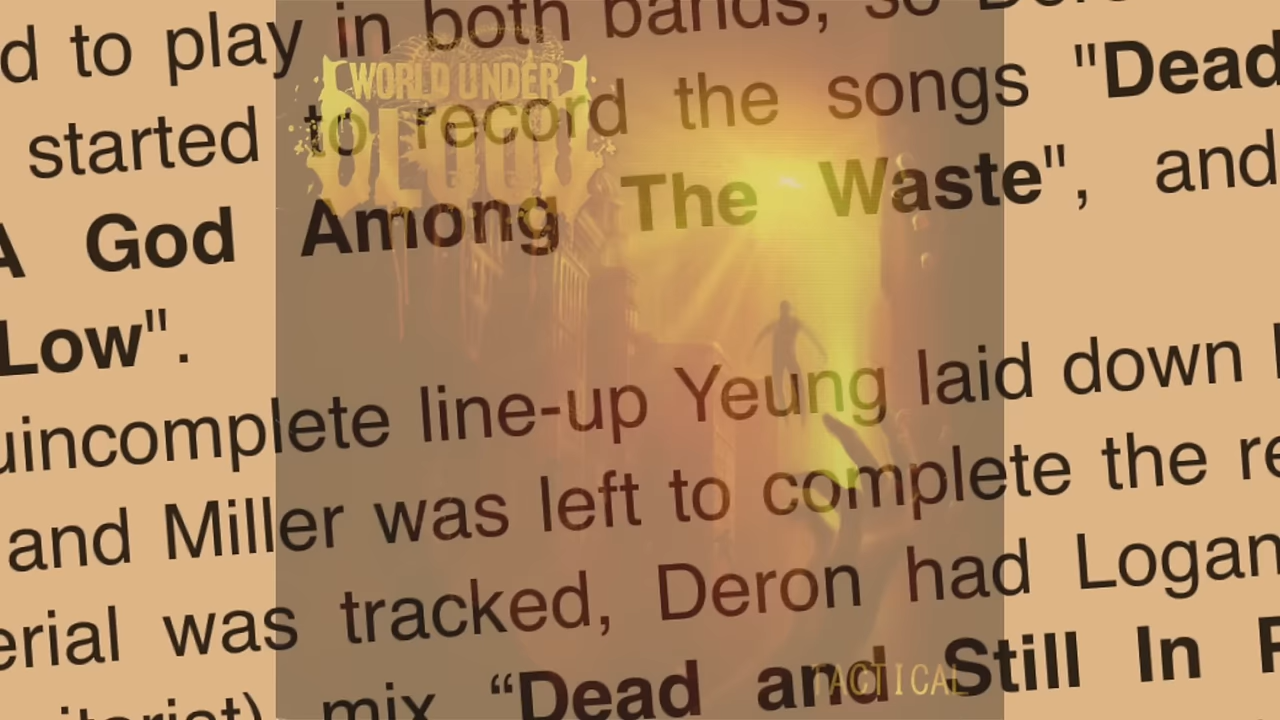 d to play in both bands, so
started to record the songs "Dead
A God Among The Waste", and
Low".
uincomplete line-up Yeung laid down
and Miller was left to complete the re
erial was tracked, Deron had Logan
mix “Dead and Still In
WORLD UNDER
BLOOD
TACTICAL